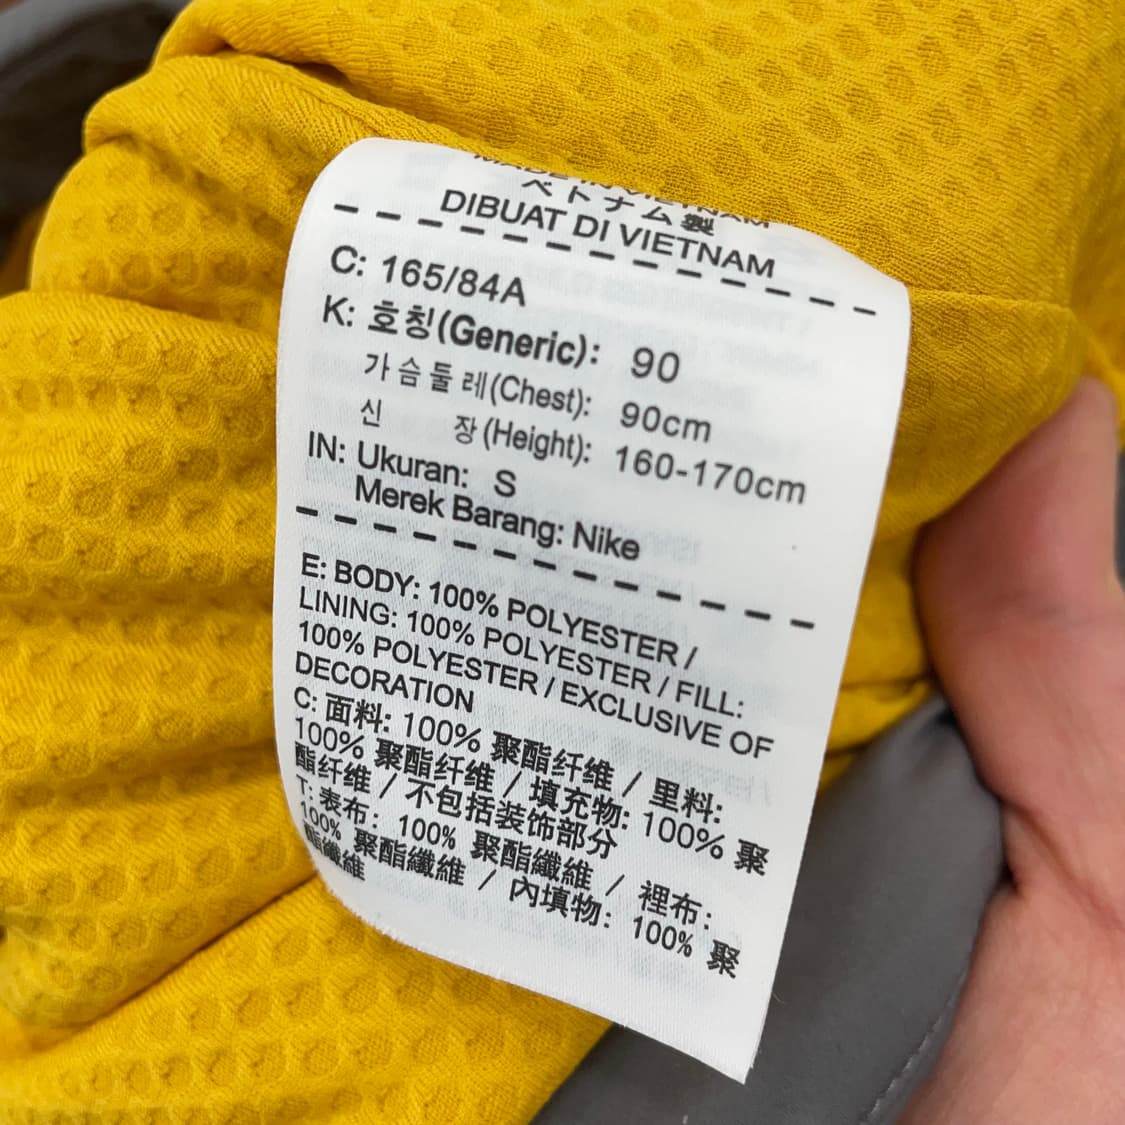 MADE IN VIETNAM
ベトナム製
DIBUAT DI VIETNAM
C: 165/84A
K: 호칭(Generic): 90
가슴둘레(Chest): 90cm
신 장(Height): 160-170cm
IN: Ukuran: S
Merek Barang: Nike
E: BODY: 100% POLYESTER /
LINING: 100% POLYESTER / FILL:
100% POLYESTER / EXCLUSIVE OF
DECORATION
C: 面料: 100% 聚酯纤维 / 里料:
100% 聚酯纤维 / 填充物: 100% 聚
酯纤维 / 不包括装饰部分
T: 表布: 100% 聚酯纖維 / 裡布:
100% 聚酯纖維 / 內填物: 100% 聚
酯纖維